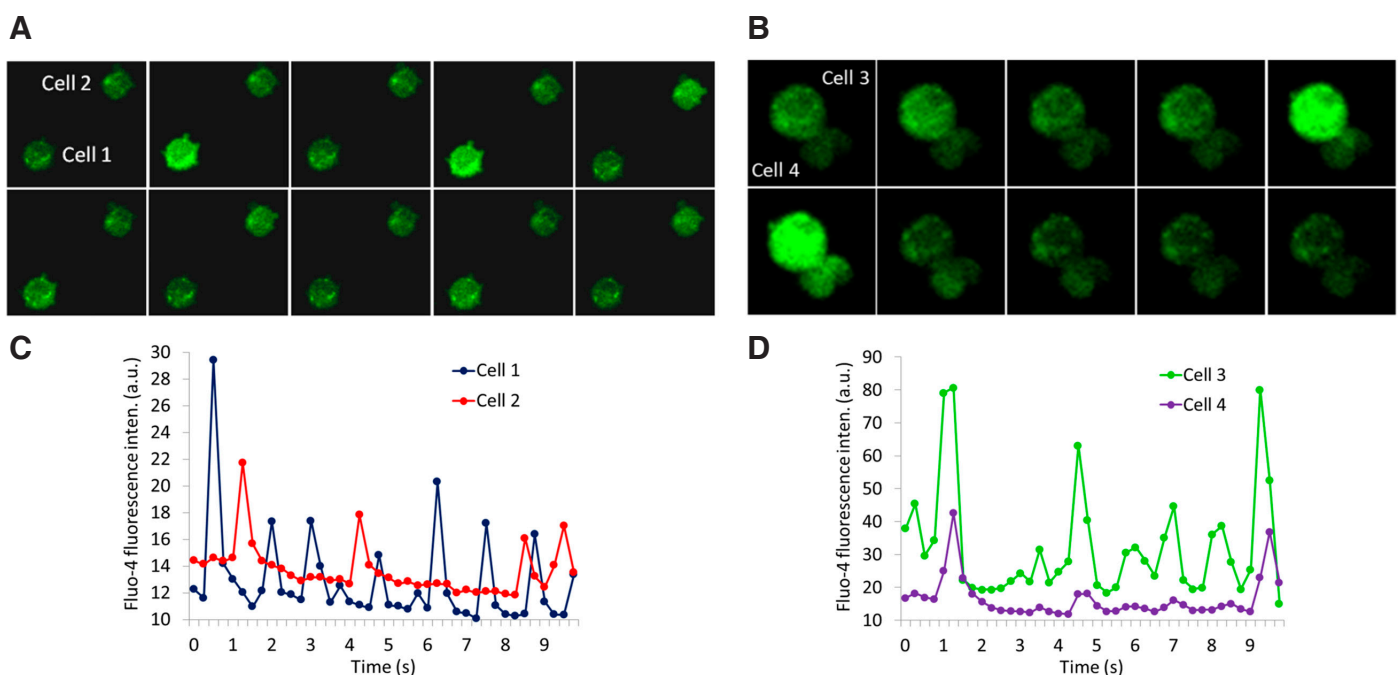 A
B
Cell 2
Cell 1
Cell 3
Cell 4
C
D
Fluo-4 fluorescence inten. (a.u.)
30
28
26
24
22
20
18
16
14
12
10
Cell 1
Cell 2
0 1 2 3 4 5 6 7 8 9
Time (s)
Fluo-4 fluorescence inten. (a.u.)
90
80
70
60
50
40
30
20
10
Cell 3
Cell 4
0 1 2 3 4 5 6 7 8 9
Time (s)